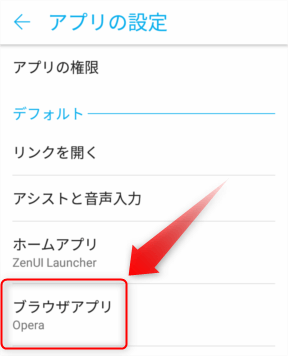 ← アプリの設定
アプリの権限
デフォルト
リンクを開く
アシストと音声入力
ホームアプリ
ZenUI Launcher
ブラウザアプリ
Opera